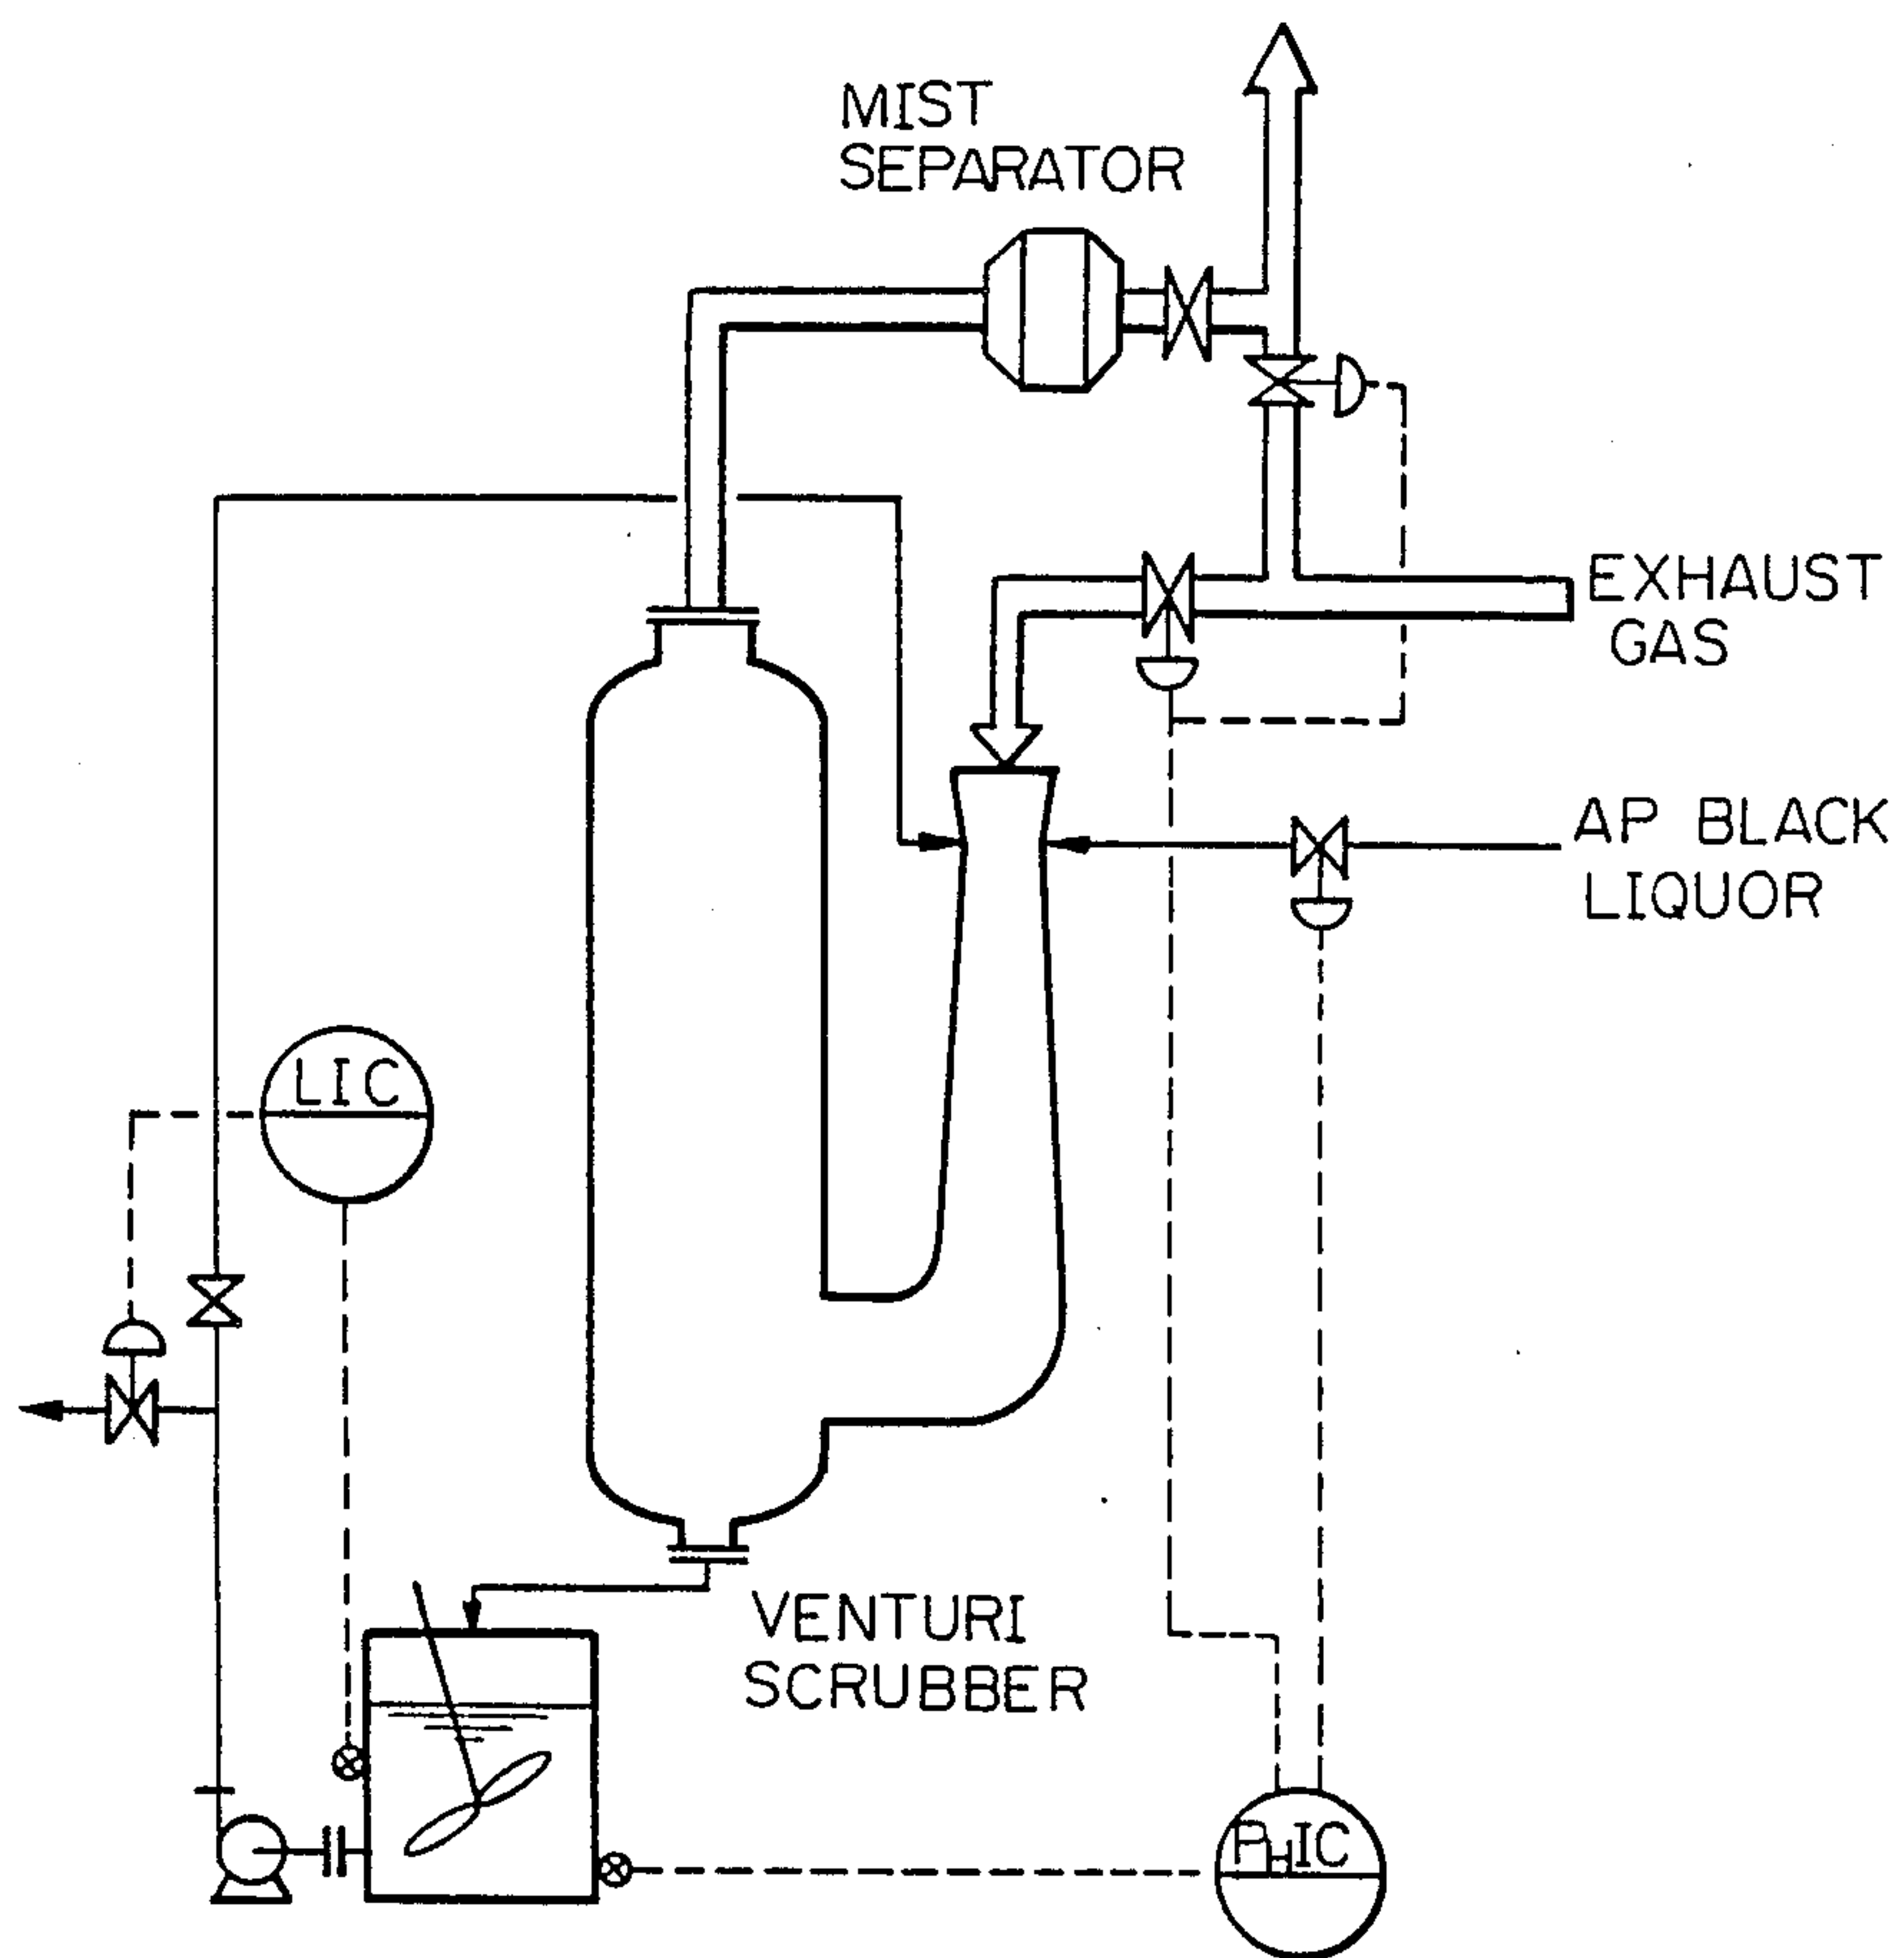 MIST
SEPARATOR
EXHAUST
GAS
AP BLACK
LIQUOR
LIC
VENTURI
SCRUBBER
PHIC